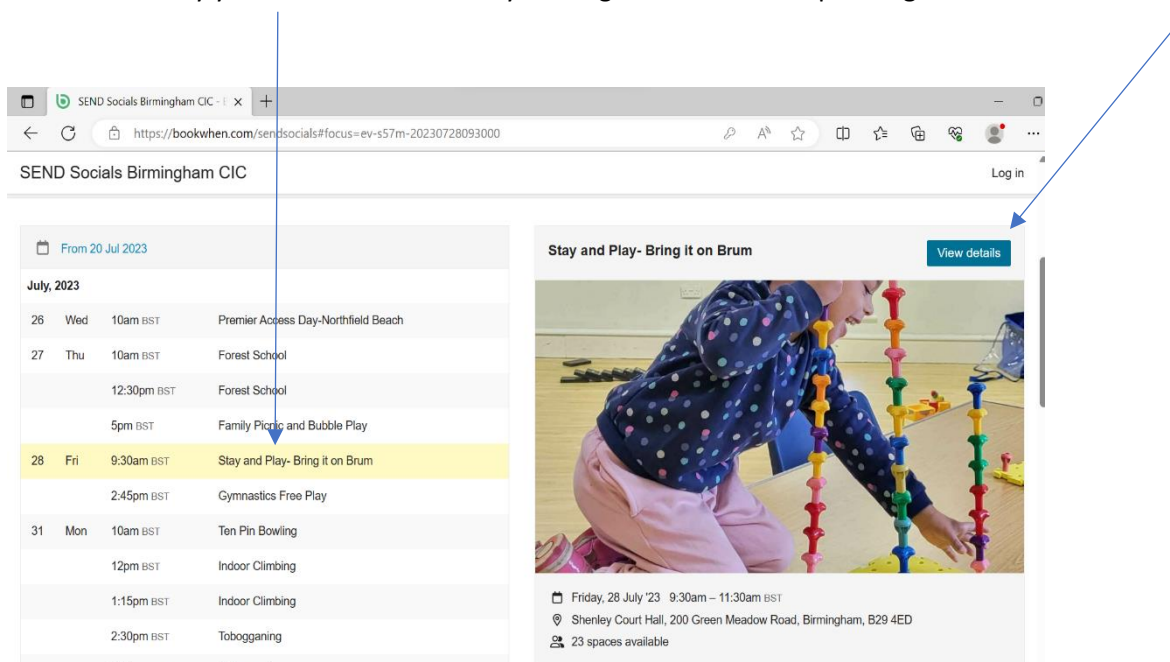 SEND Socials Birmingham CIC -
https://bookwhen.com/sendsocials#focus=ev-s57m-20230728093000
SEND Socials Birmingham CIC
Log in
From 20 Jul 2023
July, 2023
26 Wed 10am BST Premier Access Day-Northfield Beach
27 Thu 10am BST Forest School
12:30pm BST Forest School
5pm BST Family Picnic and Bubble Play
28 Fri 9:30am BST Stay and Play- Bring it on Brum
2:45pm BST Gymnastics Free Play
31 Mon 10am BST Ten Pin Bowling
12pm BST Indoor Climbing
1:15pm BST Indoor Climbing
2:30pm BST Tobogganing
Stay and Play- Bring it on Brum
View details
Friday, 28 July '23 9:30am – 11:30am BST
Shenley Court Hall, 200 Green Meadow Road, Birmingham, B29 4ED
23 spaces available